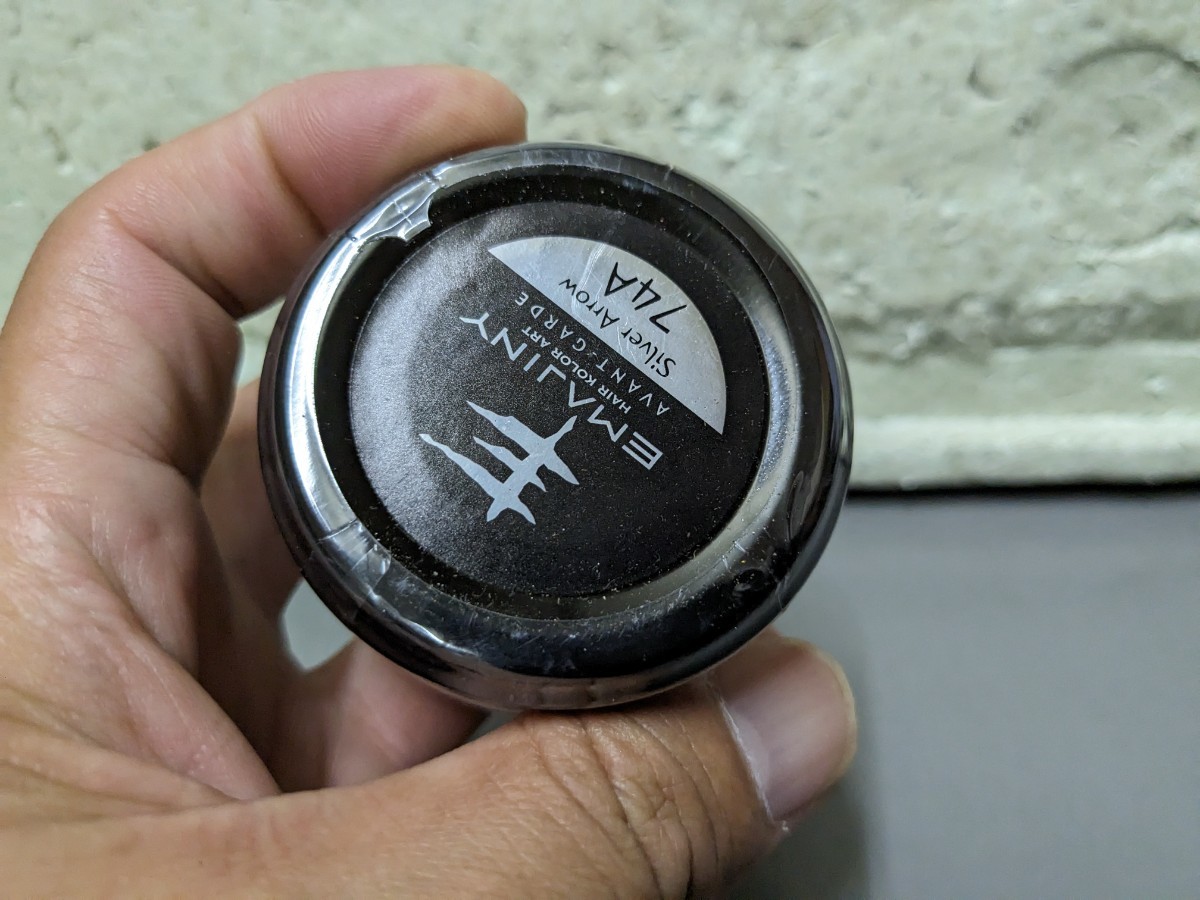 EMAJINY
HAIR KOLOR ART
AVANT-GARDE
Silver Arrow
74A